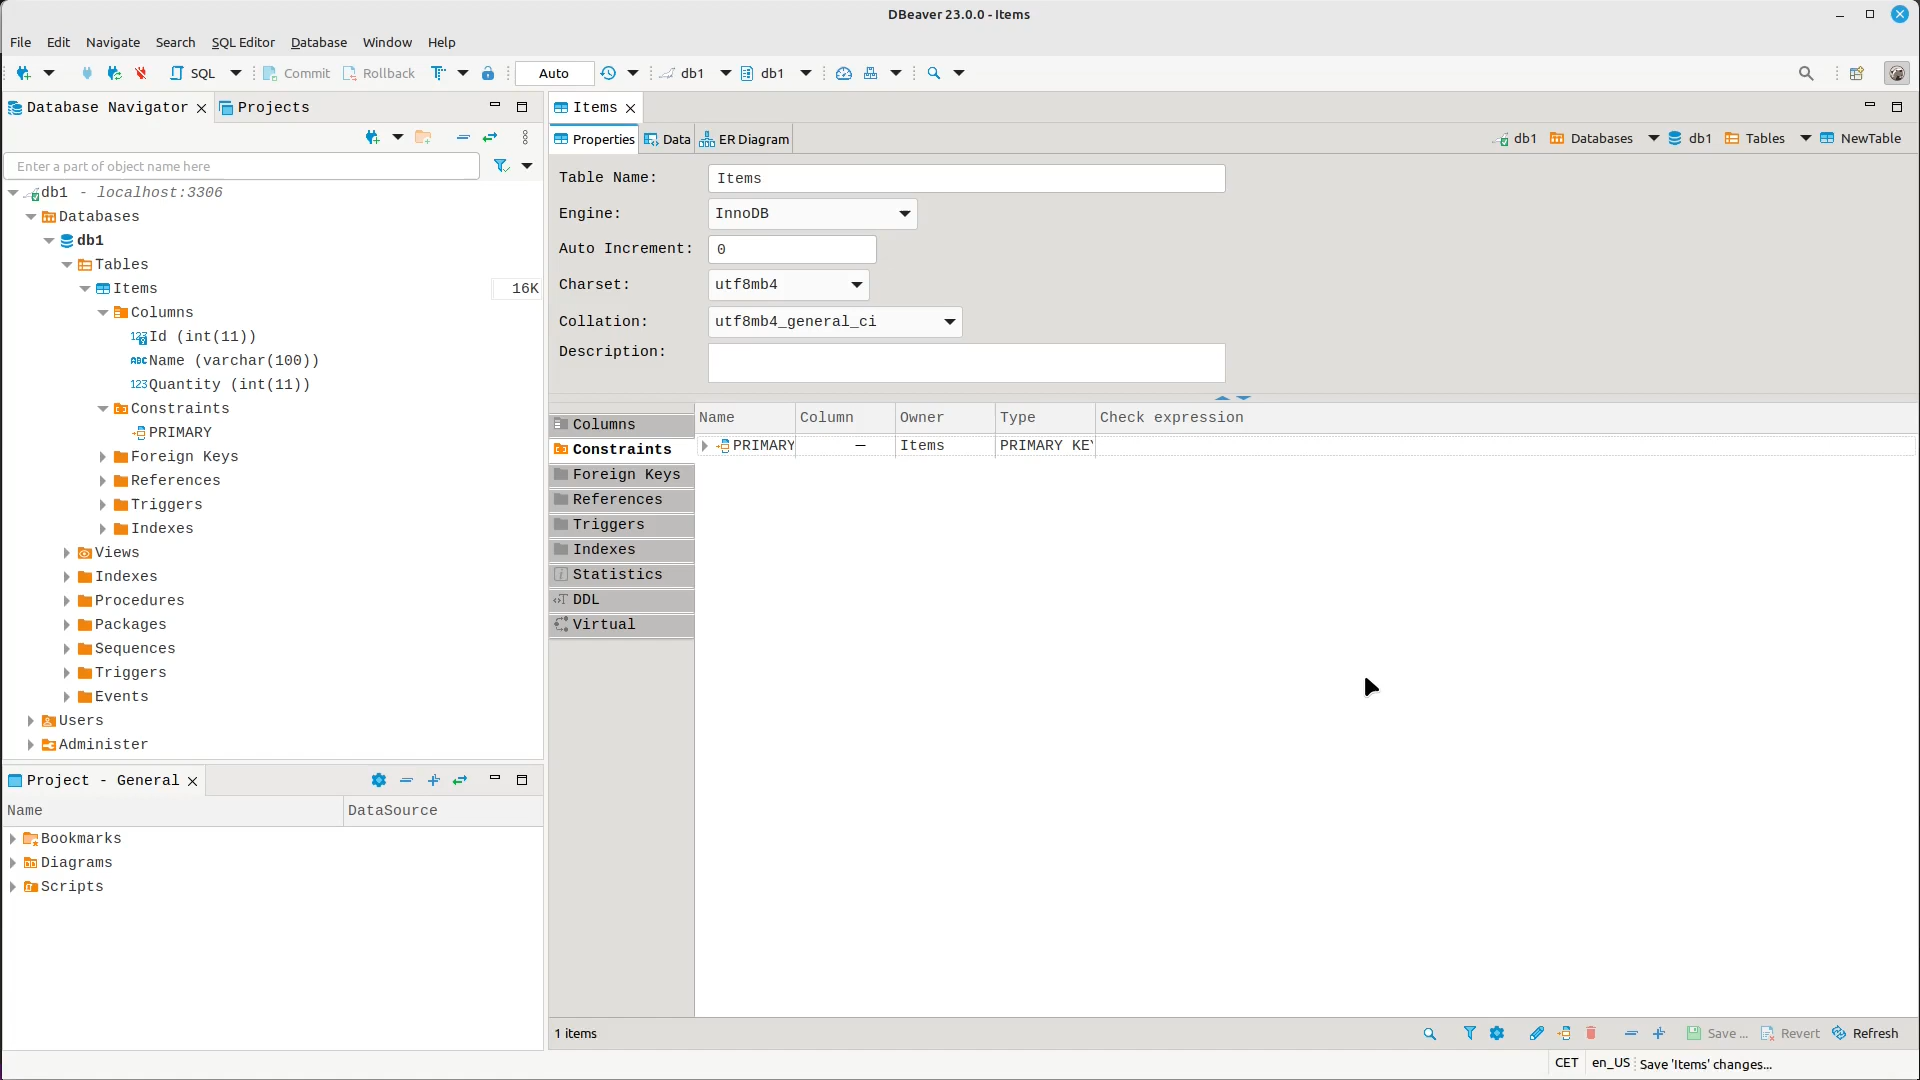 DBeaver 23.0.0 - Items
File Edit Navigate Search SQL Editor Database Window Help
SQL Commit Rollback Auto db1 db1
Database Navigator Projects
Enter a part of object name here
db1 - localhost:3306
Databases
db1
Tables
Items 16K
Columns
Id (int(11))
Name (varchar(100))
Quantity (int(11))
Constraints
PRIMARY
Foreign Keys
References
Triggers
Indexes
Views
Indexes
Procedures
Packages
Sequences
Triggers
Events
Users
Administer
Project - General
Name DataSource
Bookmarks
Diagrams
Scripts
Items
Properties Data ER Diagram db1 Databases db1 Tables NewTable
Table Name: Items
Engine: InnoDB
Auto Increment: 0
Charset: utf8mb4
Collation: utf8mb4_general_ci
Description:
Columns
Constraints
Foreign Keys
References
Triggers
Indexes
Statistics
DDL
Virtual
Name Column Owner Type Check expression
PRIMARY Items PRIMARY KEY
1 items Save ... Revert Refresh
CET en_US Save 'Items' changes...